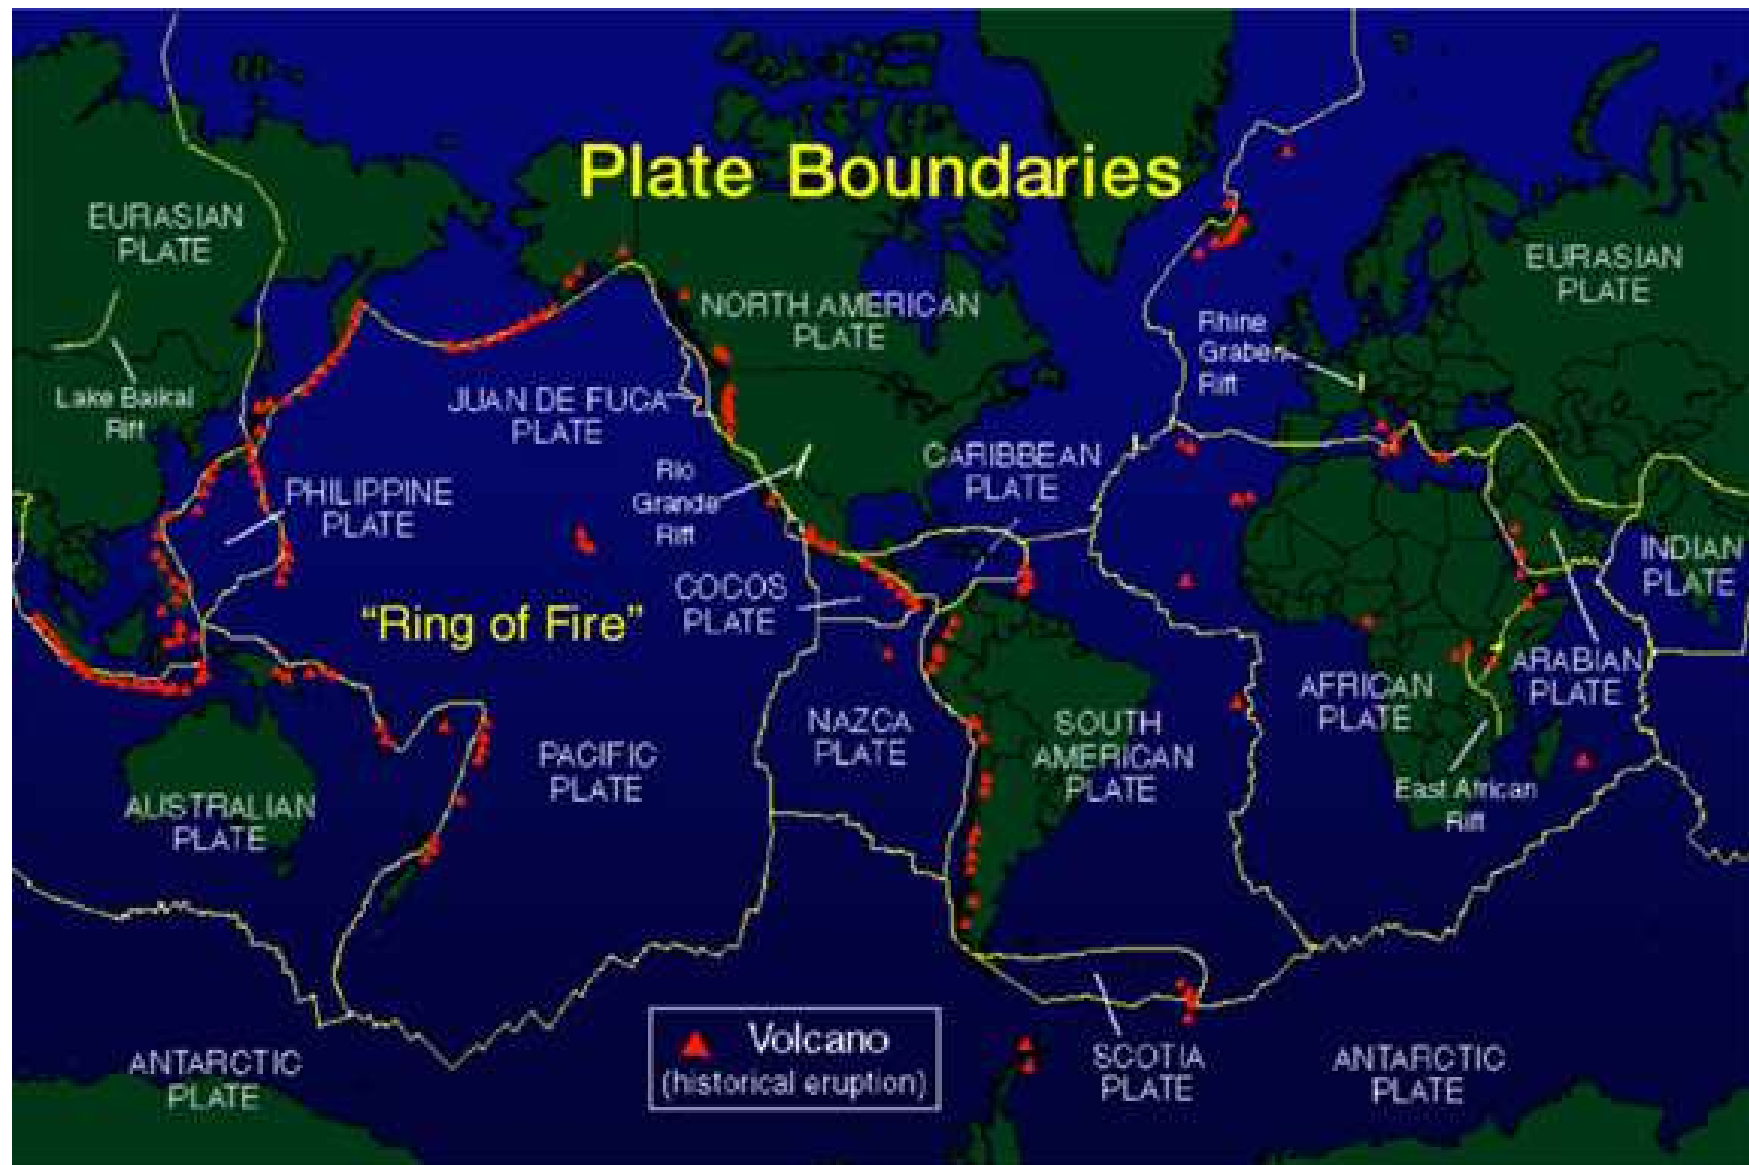 Plate Boundaries
EURASIAN
PLATE
EURASIAN
PLATE
NORTH AMERICAN
PLATE
Rhine
Graben
Rift
Lake Baikal
Rift
JUAN DE FUCA
PLATE
CARIBBEAN
PLATE
Rio
Grande
Rift
PHILIPPINE
PLATE
INDIAN
PLATE
COCOS
PLATE
“Ring of Fire”
ARABIAN
PLATE
AFRICAN
PLATE
NAZCA
PLATE
SOUTH
AMERICAN
PLATE
PACIFIC
PLATE
East African
Rift
AUSTRALIAN
PLATE
Volcano
(historical eruption)
SCOTIA
PLATE
ANTARCTIC
PLATE
ANTARCTIC
PLATE